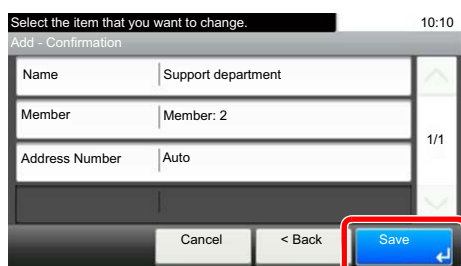 Select the item that you want to change. 10:10
Add - Confirmation
Name Support department
Member Member: 2
1/1
Address Number Auto
Cancel < Back Save